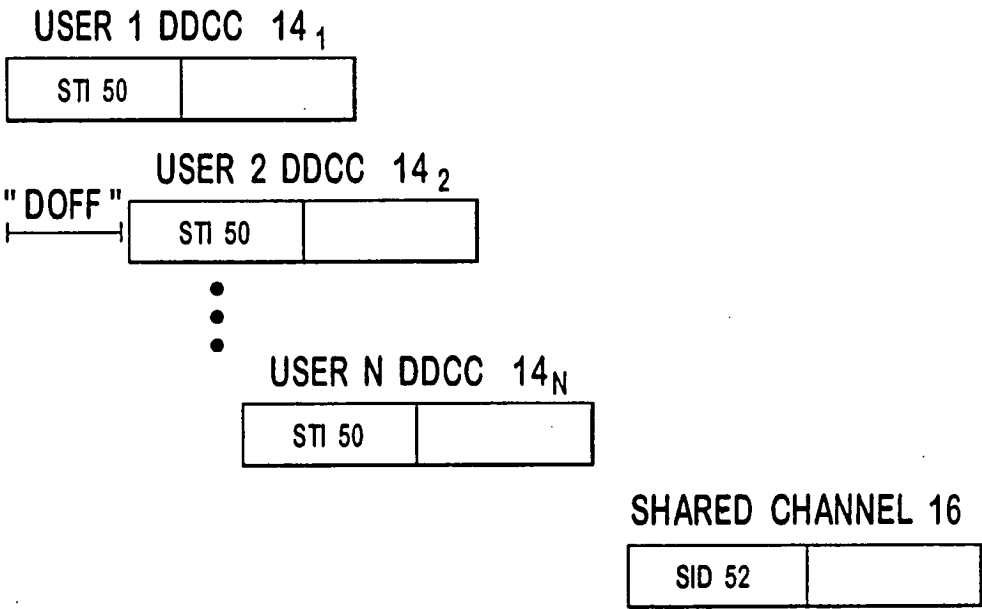 USER 1 DDCC 14₁
STI 50
USER 2 DDCC 14₂
"DOFF"
STI 50
USER N DDCC 14N
STI 50
SHARED CHANNEL 16
SID 52